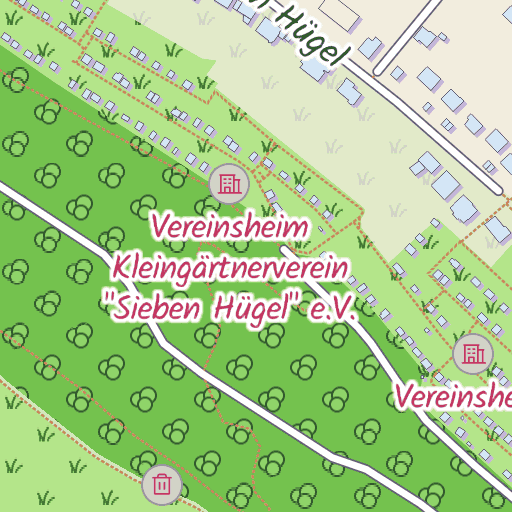 -Hügel
Vereinsheim
Kleingärtnerverein
"Sieben Hügel" e.V.
Vereinshe